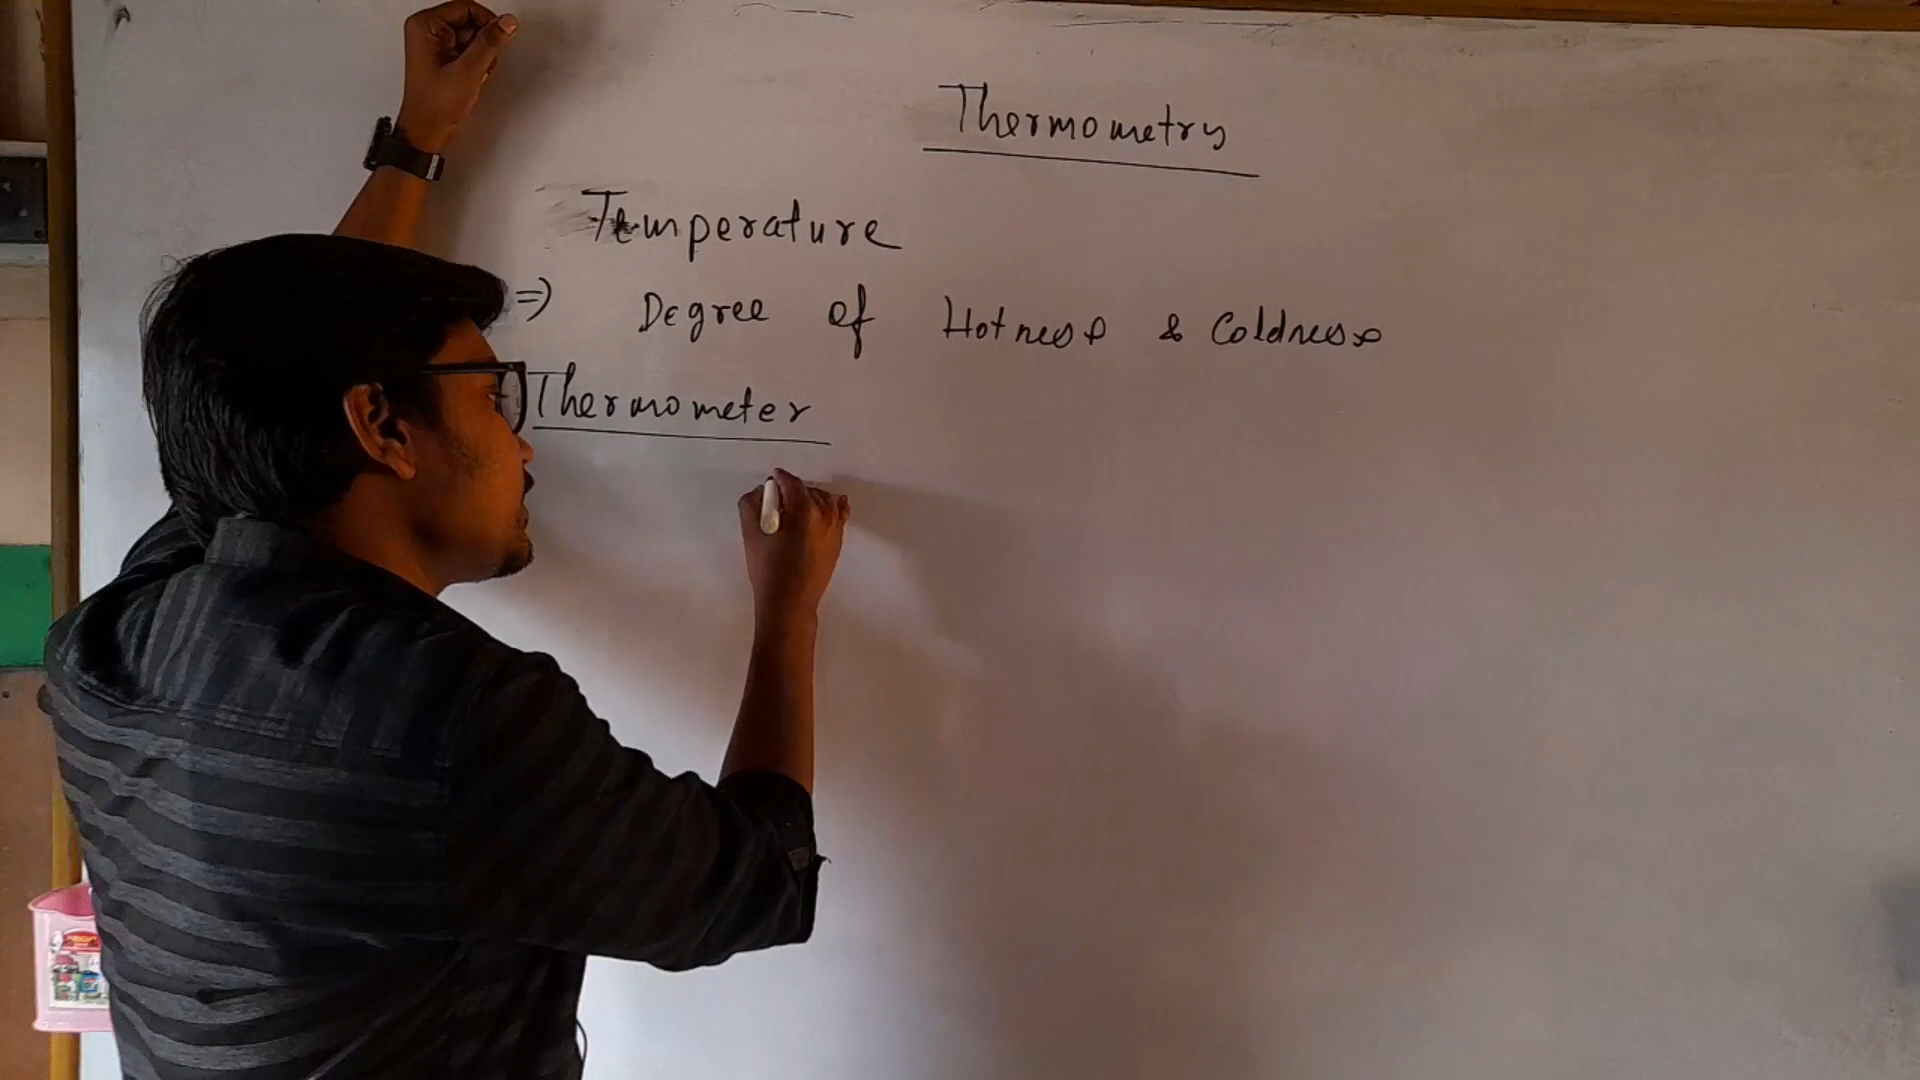 Thermometry
Temperature
=> Degree of Hotness & Coldness
Thermometer